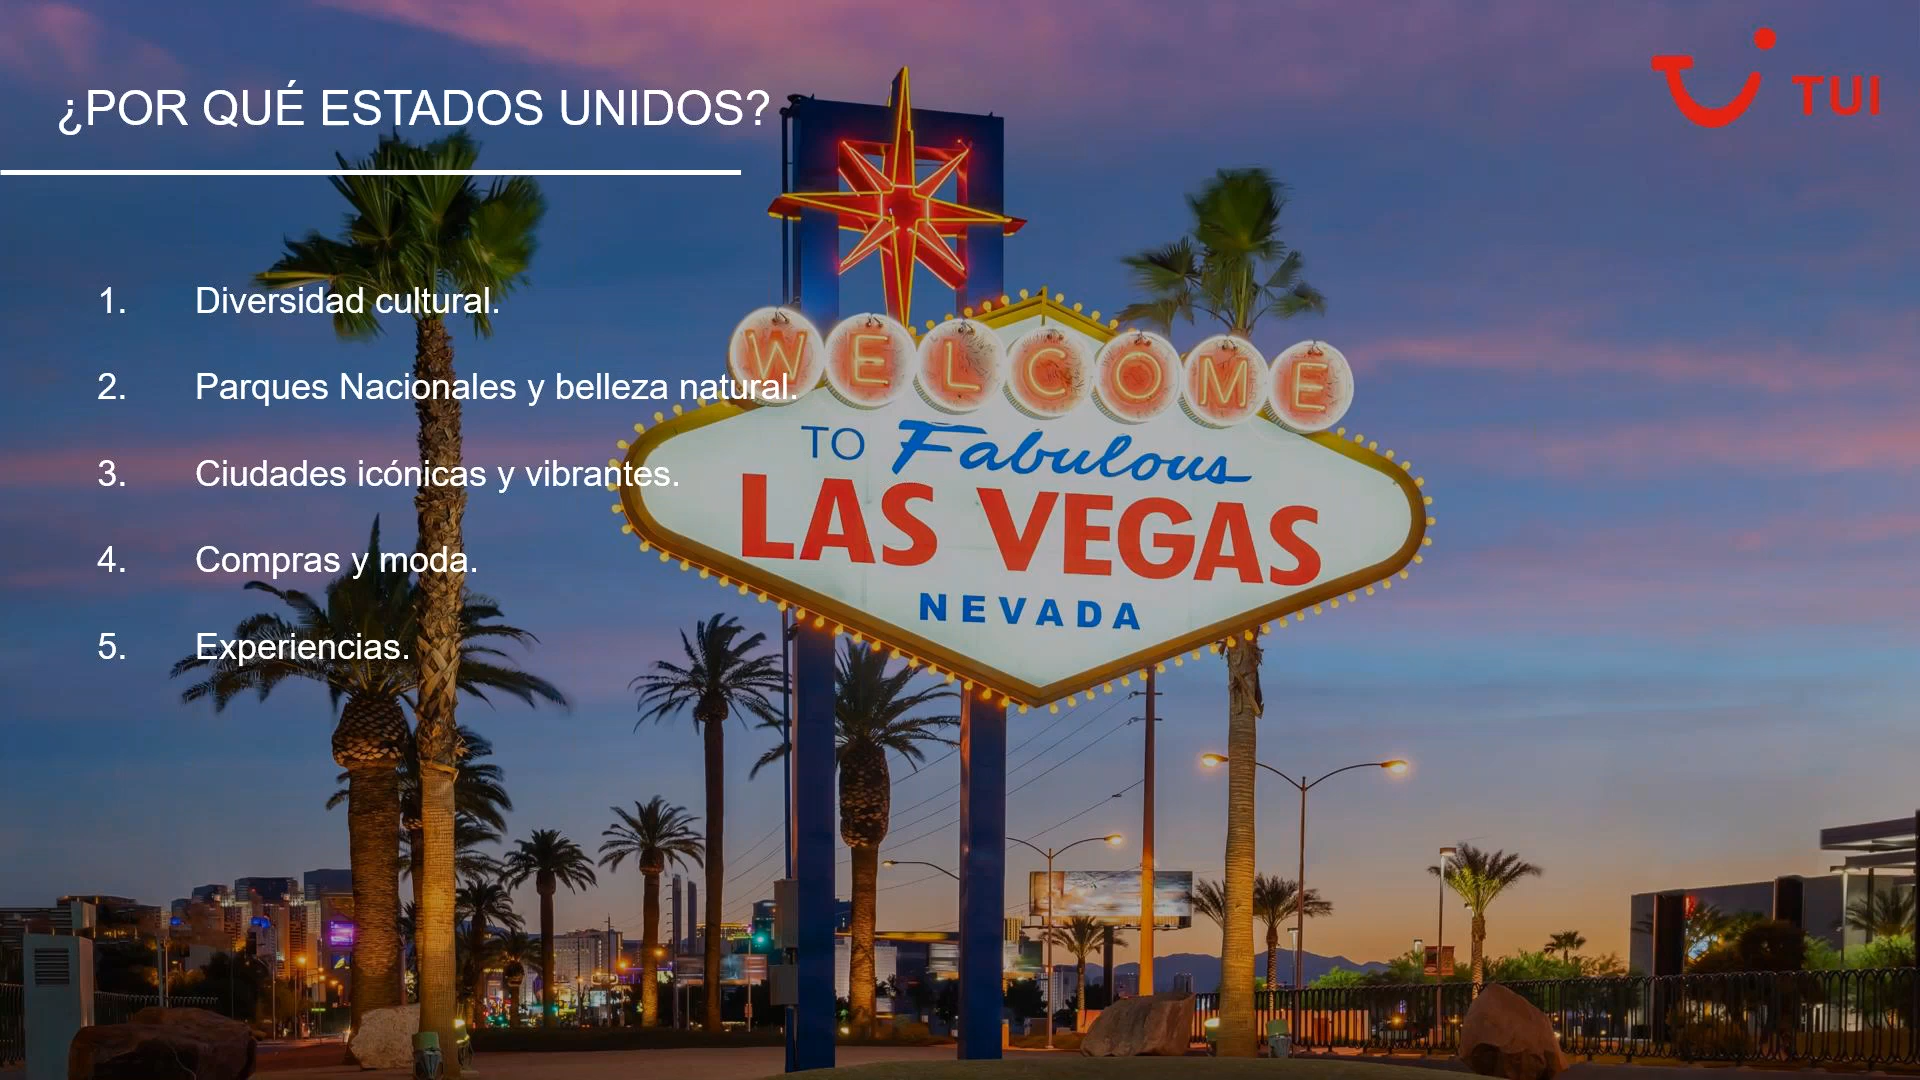 ¿POR QUÉ ESTADOS UNIDOS?
TUI
1. Diversidad cultural.
2. Parques Nacionales y belleza natural.
3. Ciudades icónicas y vibrantes.
4. Compras y moda.
5. Experiencias.
WELCOME
TO Fabulous
LAS VEGAS
NEVADA